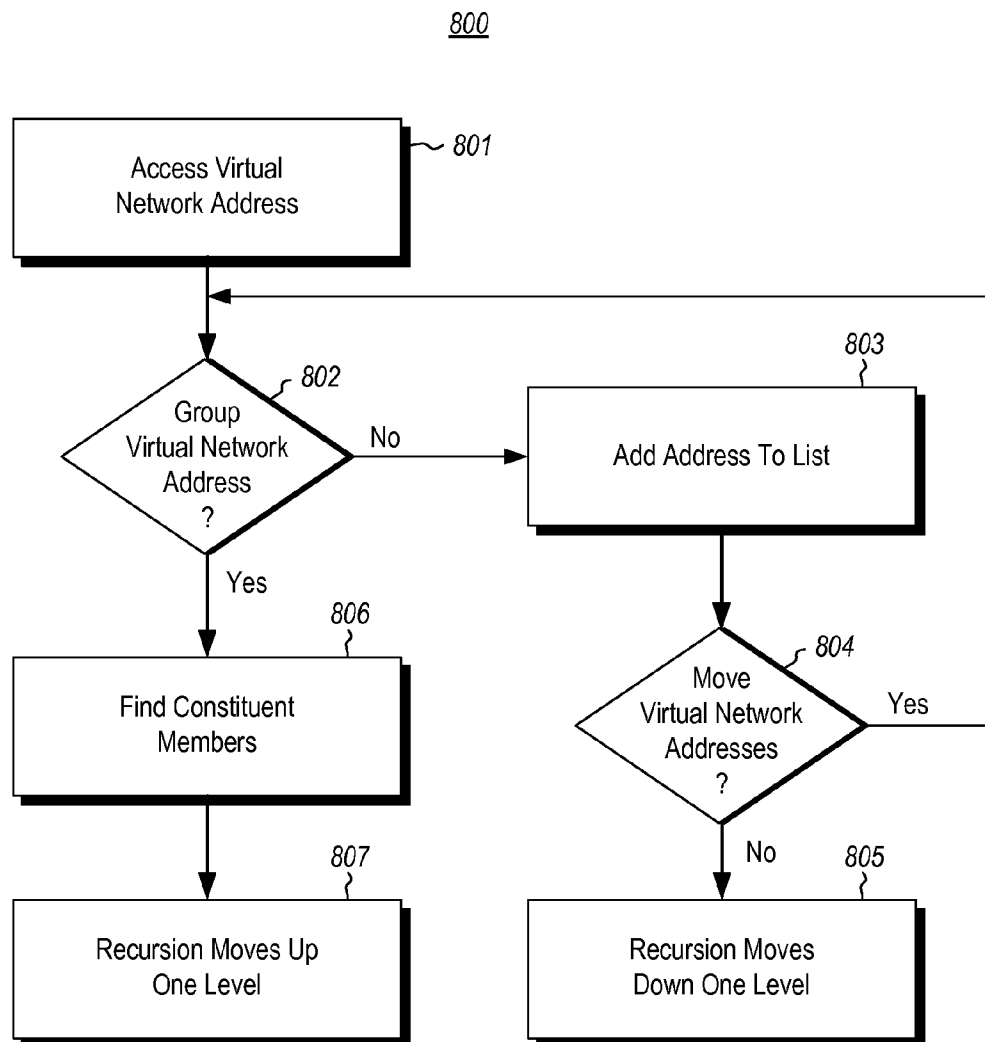 800
Access Virtual
Network Address
801
Group
Virtual Network
Address
?
802
No
Yes
803
Add Address To List
Move
Virtual Network
Addresses
?
804
Yes
No
806
Find Constituent
Members
807
Recursion Moves Up
One Level
805
Recursion Moves
Down One Level